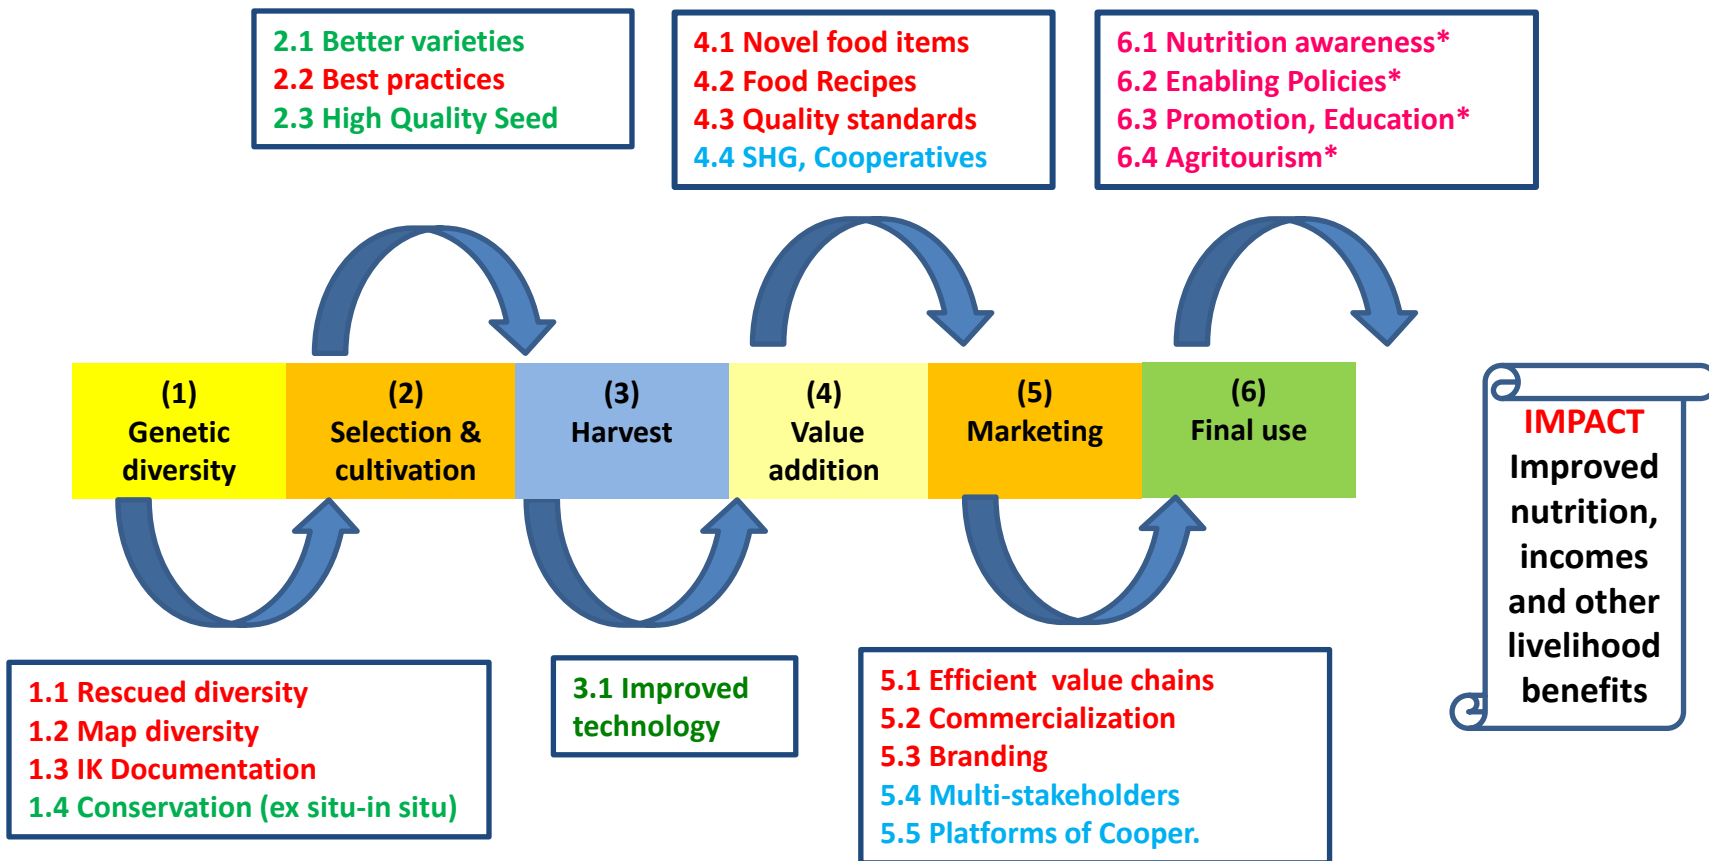 2.1 Better varieties
2.2 Best practices
2.3 High Quality Seed
4.1 Novel food items
4.2 Food Recipes
4.3 Quality standards
4.4 SHG, Cooperatives
6.1 Nutrition awareness*
6.2 Enabling Policies*
6.3 Promotion, Education*
6.4 Agritourism*
(1)
Genetic
diversity
(2)
Selection &
cultivation
(3)
Harvest
(4)
Value
addition
(5)
Marketing
(6)
Final use
IMPACT
Improved
nutrition,
incomes
and other
livelihood
benefits
1.1 Rescued diversity
1.2 Map diversity
1.3 IK Documentation
1.4 Conservation (ex situ-in situ)
3.1 Improved
technology
5.1 Efficient value chains
5.2 Commercialization
5.3 Branding
5.4 Multi-stakeholders
5.5 Platforms of Cooper.